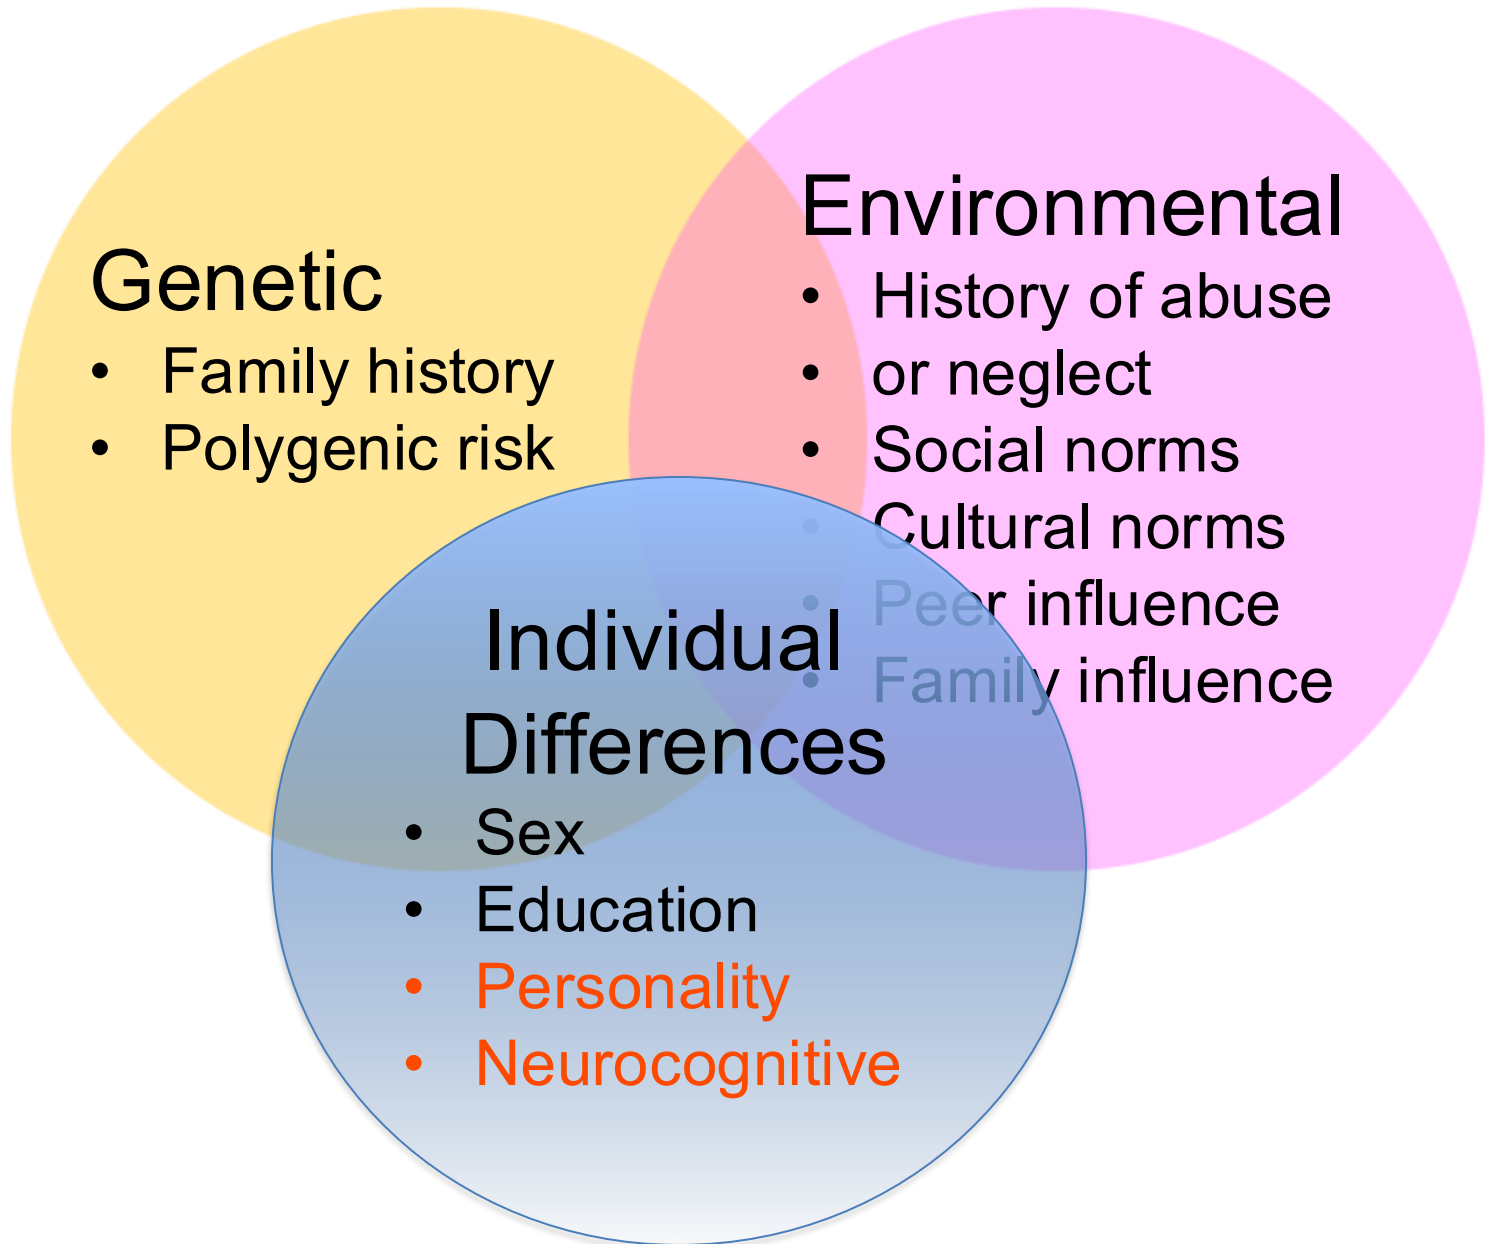 Genetic
• Family history
• Polygenic risk
Environmental
• History of abuse
• or neglect
• Social norms
• Cultural norms
• Peer influence
• Family influence
Individual
Differences
• Sex
• Education
• Personality
• Neurocognitive